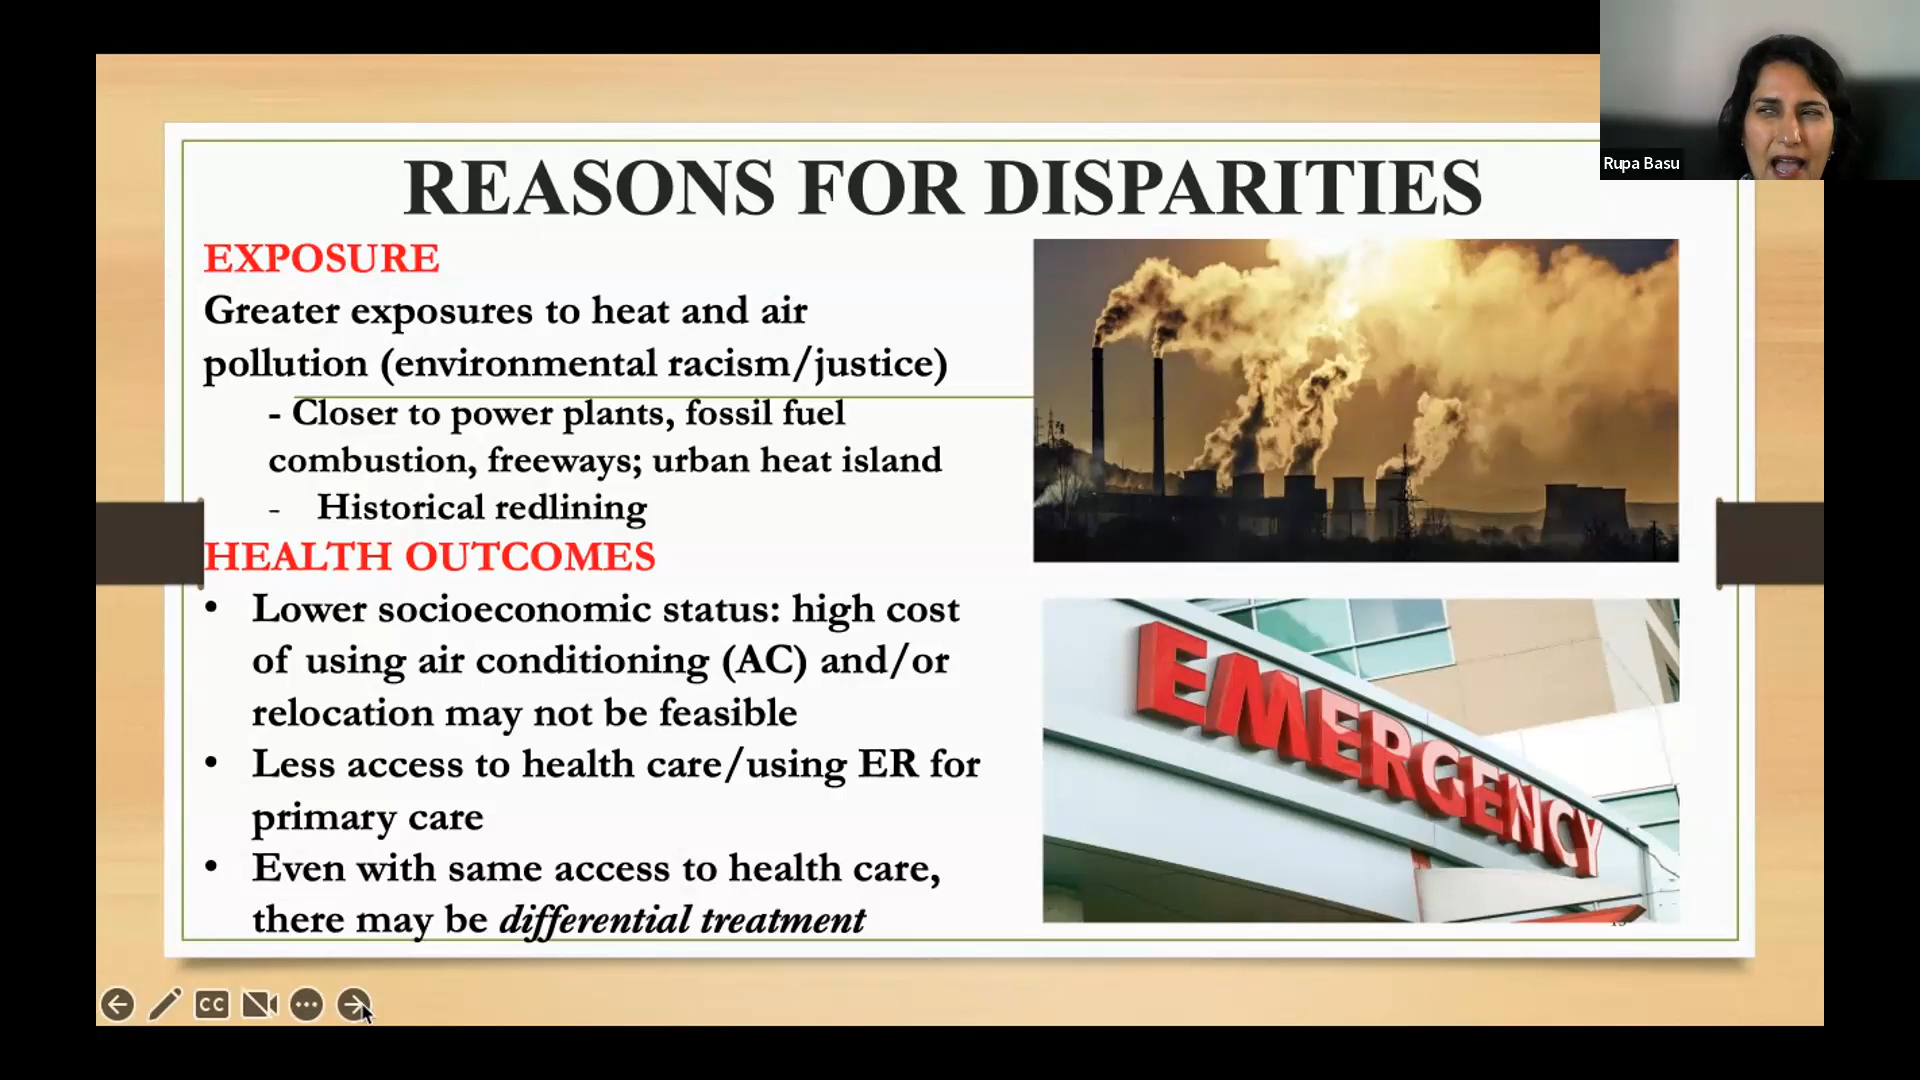 Rupa Basu
REASONS FOR DISPARITIES
EXPOSURE
Greater exposures to heat and air
pollution (environmental racism/justice)
- Closer to power plants, fossil fuel
combustion, freeways; urban heat island
- Historical redlining
HEALTH OUTCOMES
• Lower socioeconomic status: high cost
of using air conditioning (AC) and/or
relocation may not be feasible
• Less access to health care/using ER for
primary care
• Even with same access to health care,
there may be differential treatment
EMERGENCY
CC